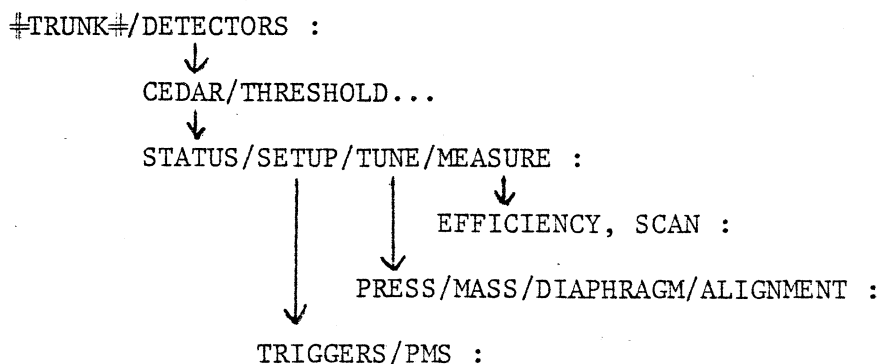 ‡TRUNK‡/DETECTORS :
CEDAR/THRESHOLD...
STATUS/SETUP/TUNE/MEASURE :
EFFICIENCY, SCAN :
PRESS/MASS/DIAPHRAGM/ALIGNMENT :
TRIGGERS/PMS :